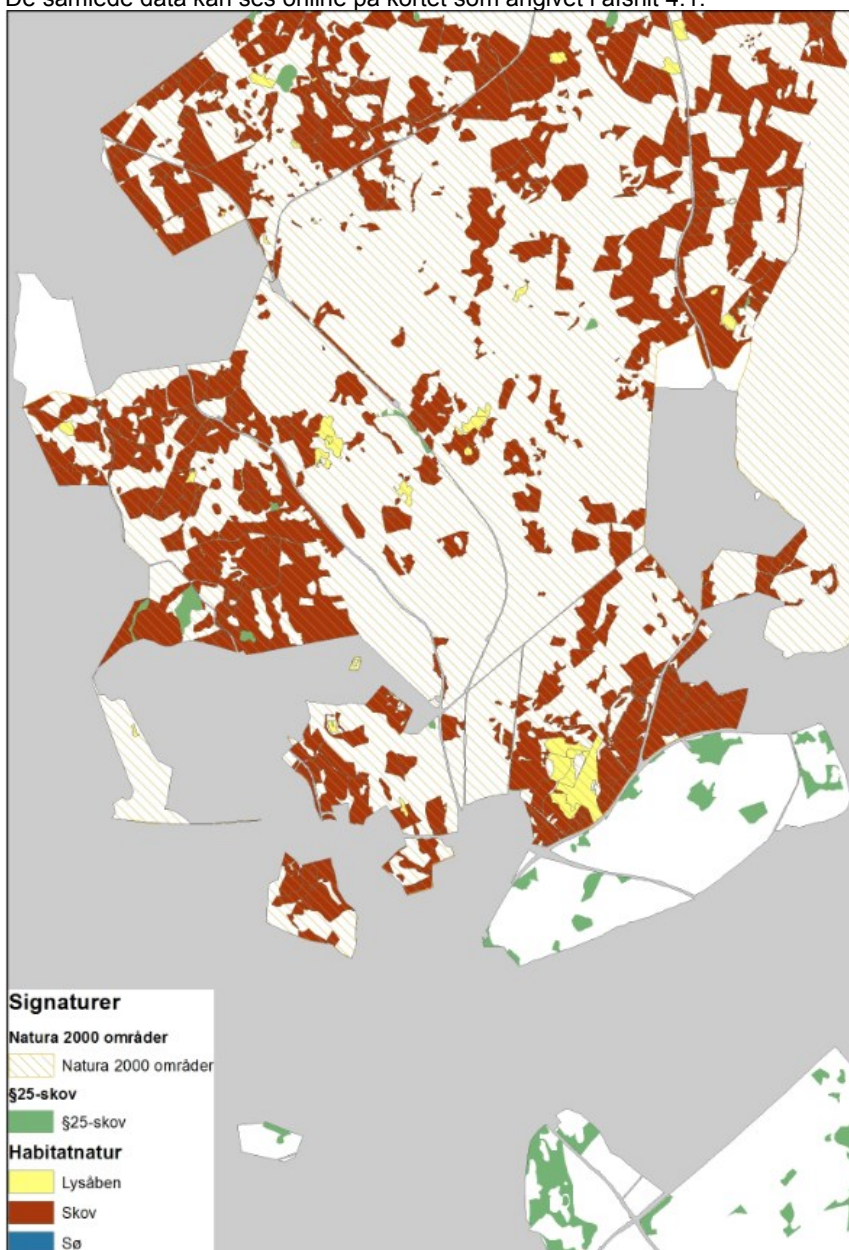 De samlede data kan ses online på kortet som angivet i afsnit 4.1.
Signaturer
Natura 2000 områder
Natura 2000 områder
§25-skov
§25-skov
Habitatnatur
Lysåben
Skov
Sø